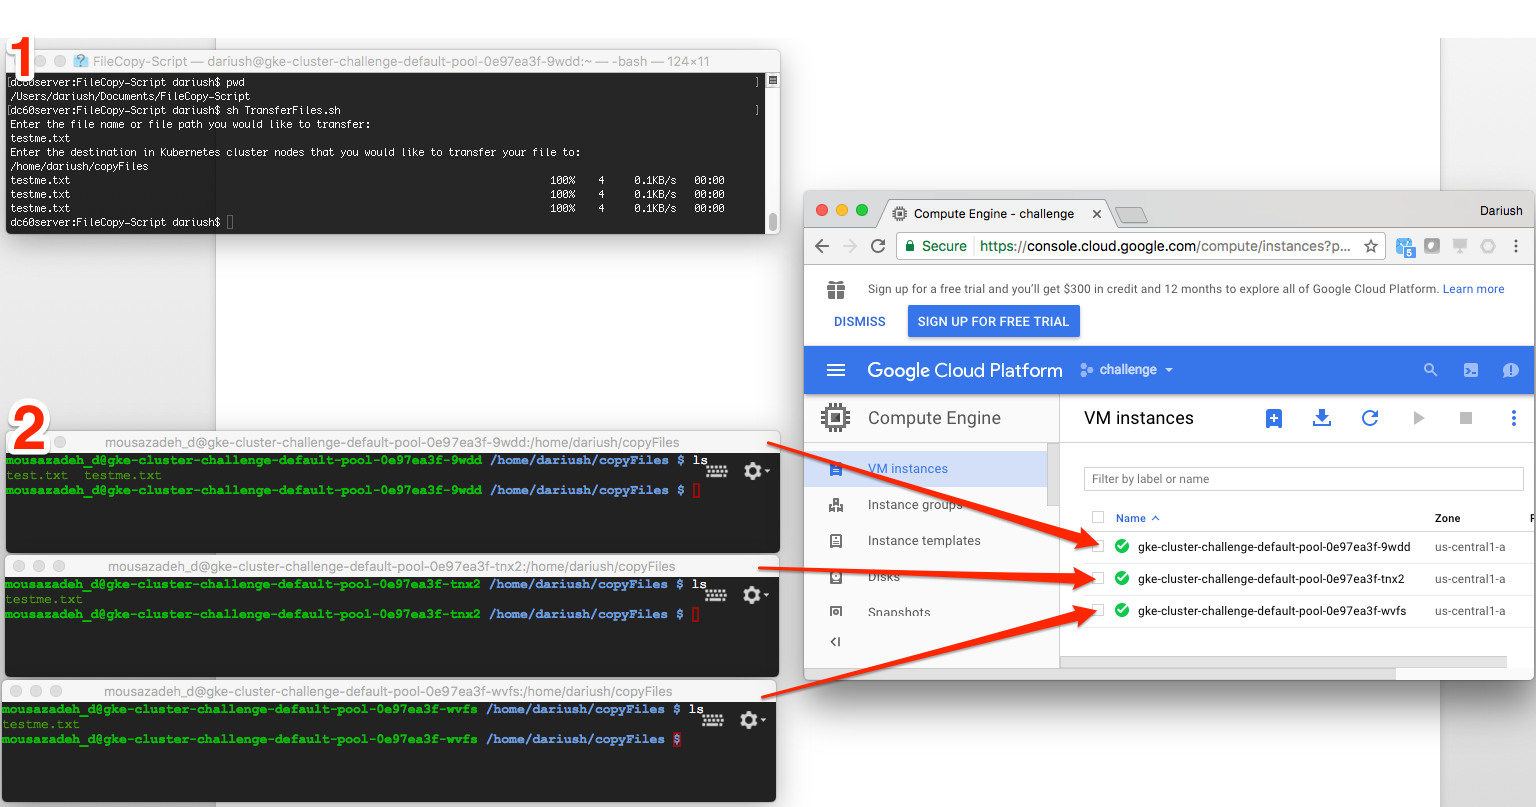 1
FileCopy-Script — dariush@gke-cluster-challenge-default-pool-0e97ea3f-9wdd:~ — -bash — 124×11
[dc60server:FileCopy-Script dariush$ pwd ]
/Users/dariush/Documents/FileCopy-Script
[dc60server:FileCopy-Script dariush$ sh TransferFiles.sh ]
Enter the file name or file path you would like to transfer:
testme.txt
Enter the destination in Kubernetes cluster nodes that you would like to transfer your file to:
/home/dariush/copyFiles
testme.txt 100% 4 0.1KB/s 00:00
testme.txt 100% 4 0.1KB/s 00:00
testme.txt 100% 4 0.1KB/s 00:00
dc60server:FileCopy-Script dariush$
2
mousazadeh_d@gke-cluster-challenge-default-pool-0e97ea3f-9wdd:/home/dariush/copyFiles
mousazadeh_d@gke-cluster-challenge-default-pool-0e97ea3f-9wdd /home/dariush/copyFiles $ ls
test.txt testme.txt
mousazadeh_d@gke-cluster-challenge-default-pool-0e97ea3f-9wdd /home/dariush/copyFiles $
mousazadeh_d@gke-cluster-challenge-default-pool-0e97ea3f-tnx2:/home/dariush/copyFiles
mousazadeh_d@gke-cluster-challenge-default-pool-0e97ea3f-tnx2 /home/dariush/copyFiles $ ls
testme.txt
mousazadeh_d@gke-cluster-challenge-default-pool-0e97ea3f-tnx2 /home/dariush/copyFiles $
mousazadeh_d@gke-cluster-challenge-default-pool-0e97ea3f-wvfs:/home/dariush/copyFiles
mousazadeh_d@gke-cluster-challenge-default-pool-0e97ea3f-wvfs /home/dariush/copyFiles $ ls
testme.txt
mousazadeh_d@gke-cluster-challenge-default-pool-0e97ea3f-wvfs /home/dariush/copyFiles $
Compute Engine - challenge
Dariush
Secure https://console.cloud.google.com/compute/instances?p...
5
Sign up for a free trial and you'll get $300 in credit and 12 months to explore all of Google Cloud Platform. Learn more
DISMISS SIGN UP FOR FREE TRIAL
Google Cloud Platform challenge
Compute Engine
VM instances
VM instances
Instance groups
Instance templates
Disks
Snapshots
Filter by label or name
Name Zone
gke-cluster-challenge-default-pool-0e97ea3f-9wdd us-central1-a
gke-cluster-challenge-default-pool-0e97ea3f-tnx2 us-central1-a
gke-cluster-challenge-default-pool-0e97ea3f-wvfs us-central1-a